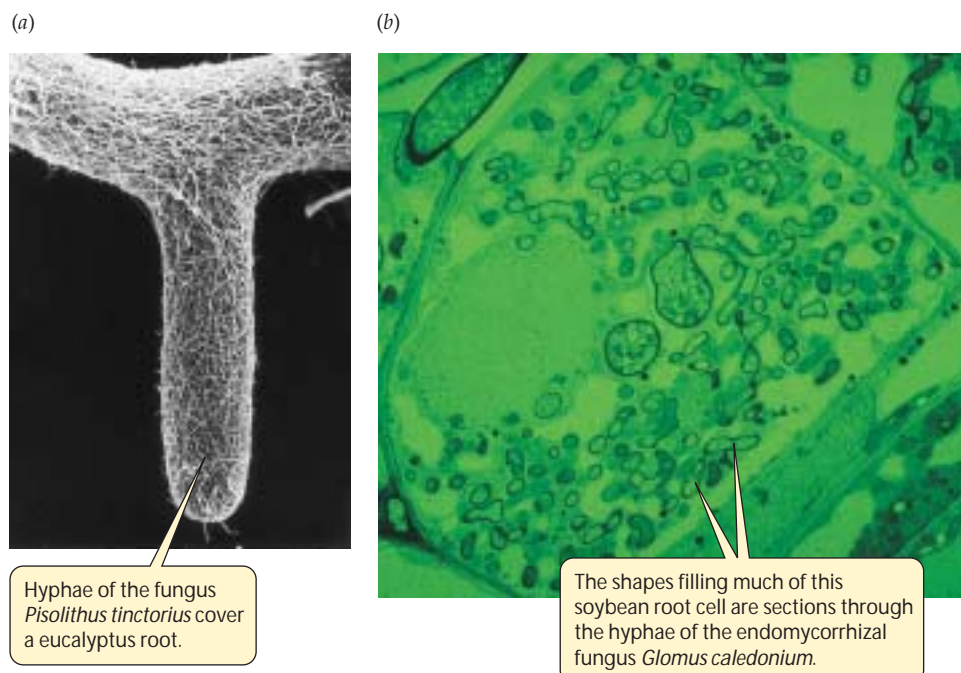 (a)
(b)
Hyphae of the fungus
Pisolithus tinctorius cover
a eucalyptus root.
The shapes filling much of this
soybean root cell are sections through
the hyphae of the endomycorrhizal
fungus Glomus caledonium.